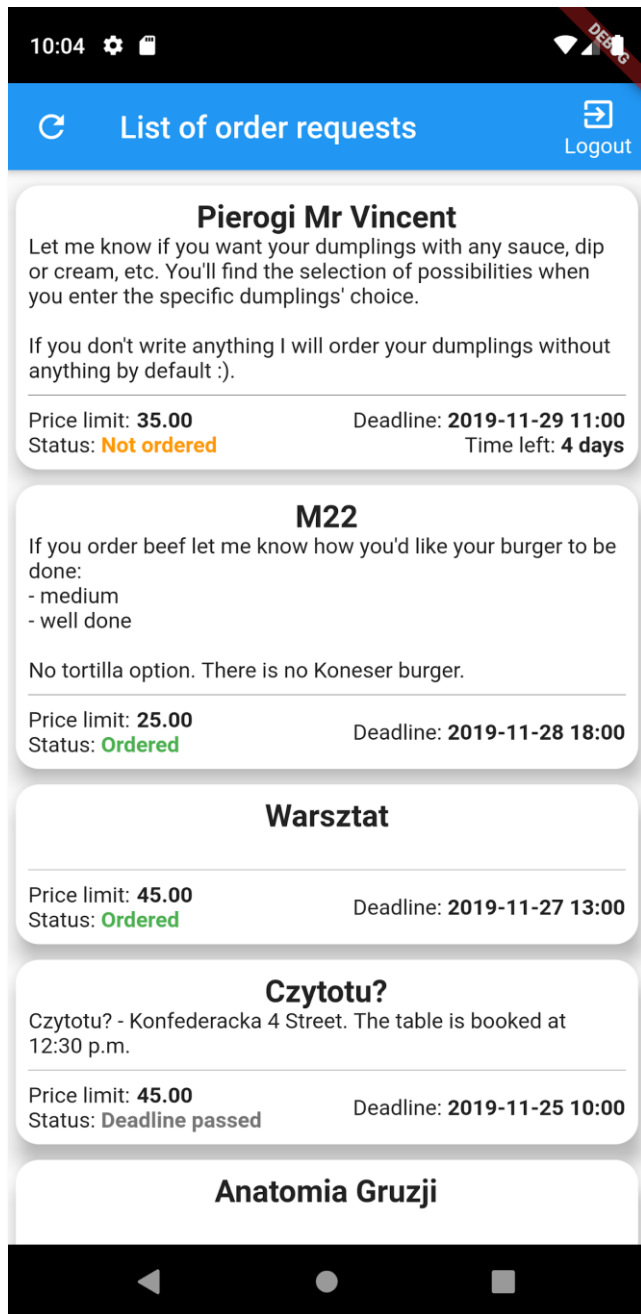 10:04
DEBUG
List of order requests
Logout
Pierogi Mr Vincent
Let me know if you want your dumplings with any sauce, dip
or cream, etc. You'll find the selection of possibilities when
you enter the specific dumplings' choice.
If you don't write anything I will order your dumplings without
anything by default :).
Price limit: 35.00
Deadline: 2019-11-29 11:00
Status: Not ordered
Time left: 4 days
M22
If you order beef let me know how you'd like your burger to be
done:
- medium
- well done
No tortilla option. There is no Koneser burger.
Price limit: 25.00
Status: Ordered
Deadline: 2019-11-28 18:00
Warsztat
Price limit: 45.00
Status: Ordered
Deadline: 2019-11-27 13:00
Czytotu?
Czytotu? - Konfederacka 4 Street. The table is booked at
12:30 p.m.
Price limit: 45.00
Status: Deadline passed
Deadline: 2019-11-25 10:00
Anatomia Gruzji